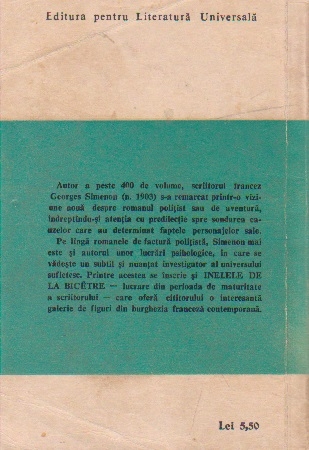 Editura pentru Literatură Universală
Autor a peste 400 de volume, scriitorul francez
Georges Simenon (n. 1903) s-a remarcat printr-o vizi-
une nouă despre romanul polițist sau de aventură,
îndreptîndu-și atenția cu predilecție spre sondarea ca-
uzelor care au determinat faptele personajelor sale.
Pe lîngă romanele de factură polițistă, Simenon mai
este și autorul unor lucrări psihologice, în care se
vădește un subtil și nuanțat investigator al universului
sufletesc. Printre acestea se înscrie și INELELE DE
LA BICÊTRE — lucrare din perioada de maturitate
a scriitorului — care oferă cititorului o interesantă
galerie de figuri din burghezia franceză contemporană.
Lei 5,50